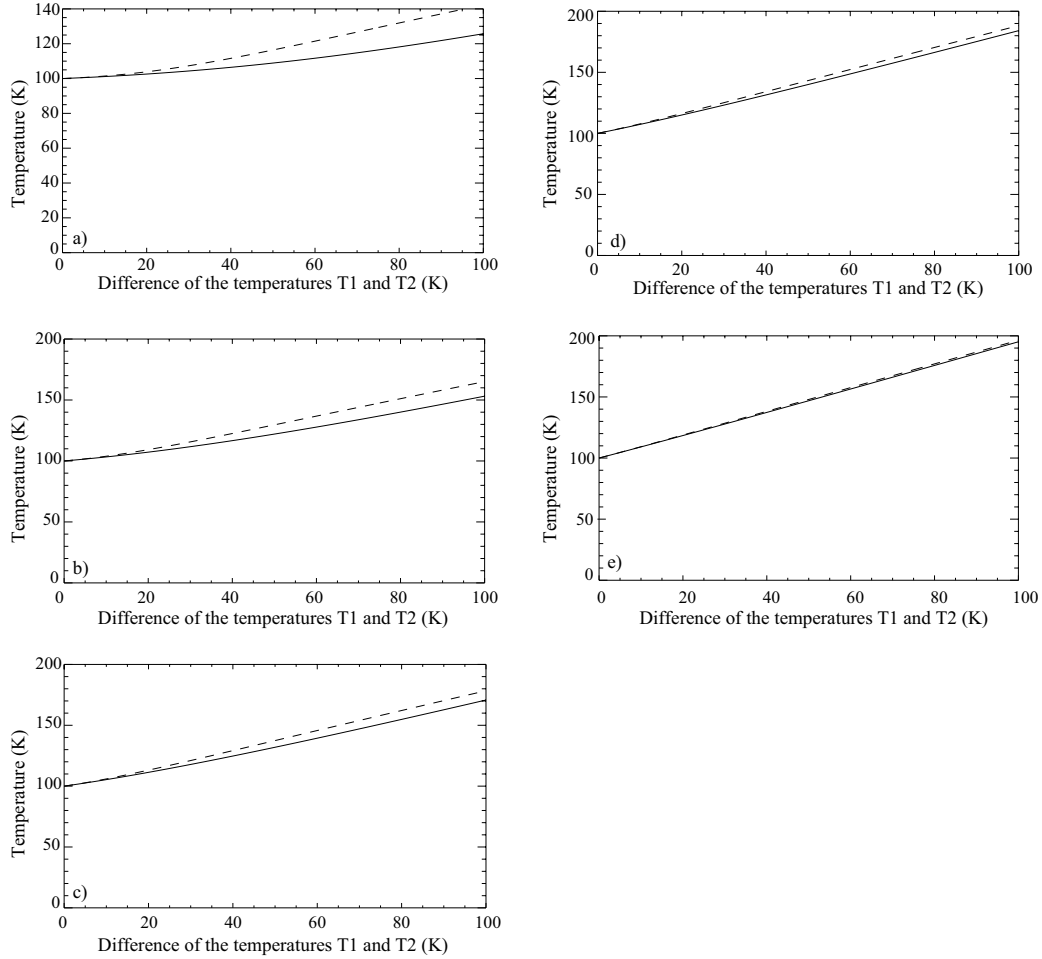 140
120
100
80
60
40
20
0
Temperature (K)
a)
0 20 40 60 80 100
Difference of the temperatures T1 and T2 (K)
200
150
100
50
0
Temperature (K)
b)
0 20 40 60 80 100
Difference of the temperatures T1 and T2 (K)
200
150
100
50
0
Temperature (K)
c)
0 20 40 60 80 100
Difference of the temperatures T1 and T2 (K)
200
150
100
50
0
Temperature (K)
d)
0 20 40 60 80 100
Difference of the temperatures T1 and T2 (K)
200
150
100
50
0
Temperature (K)
e)
0 20 40 60 80 100
Difference of the temperatures T1 and T2 (K)